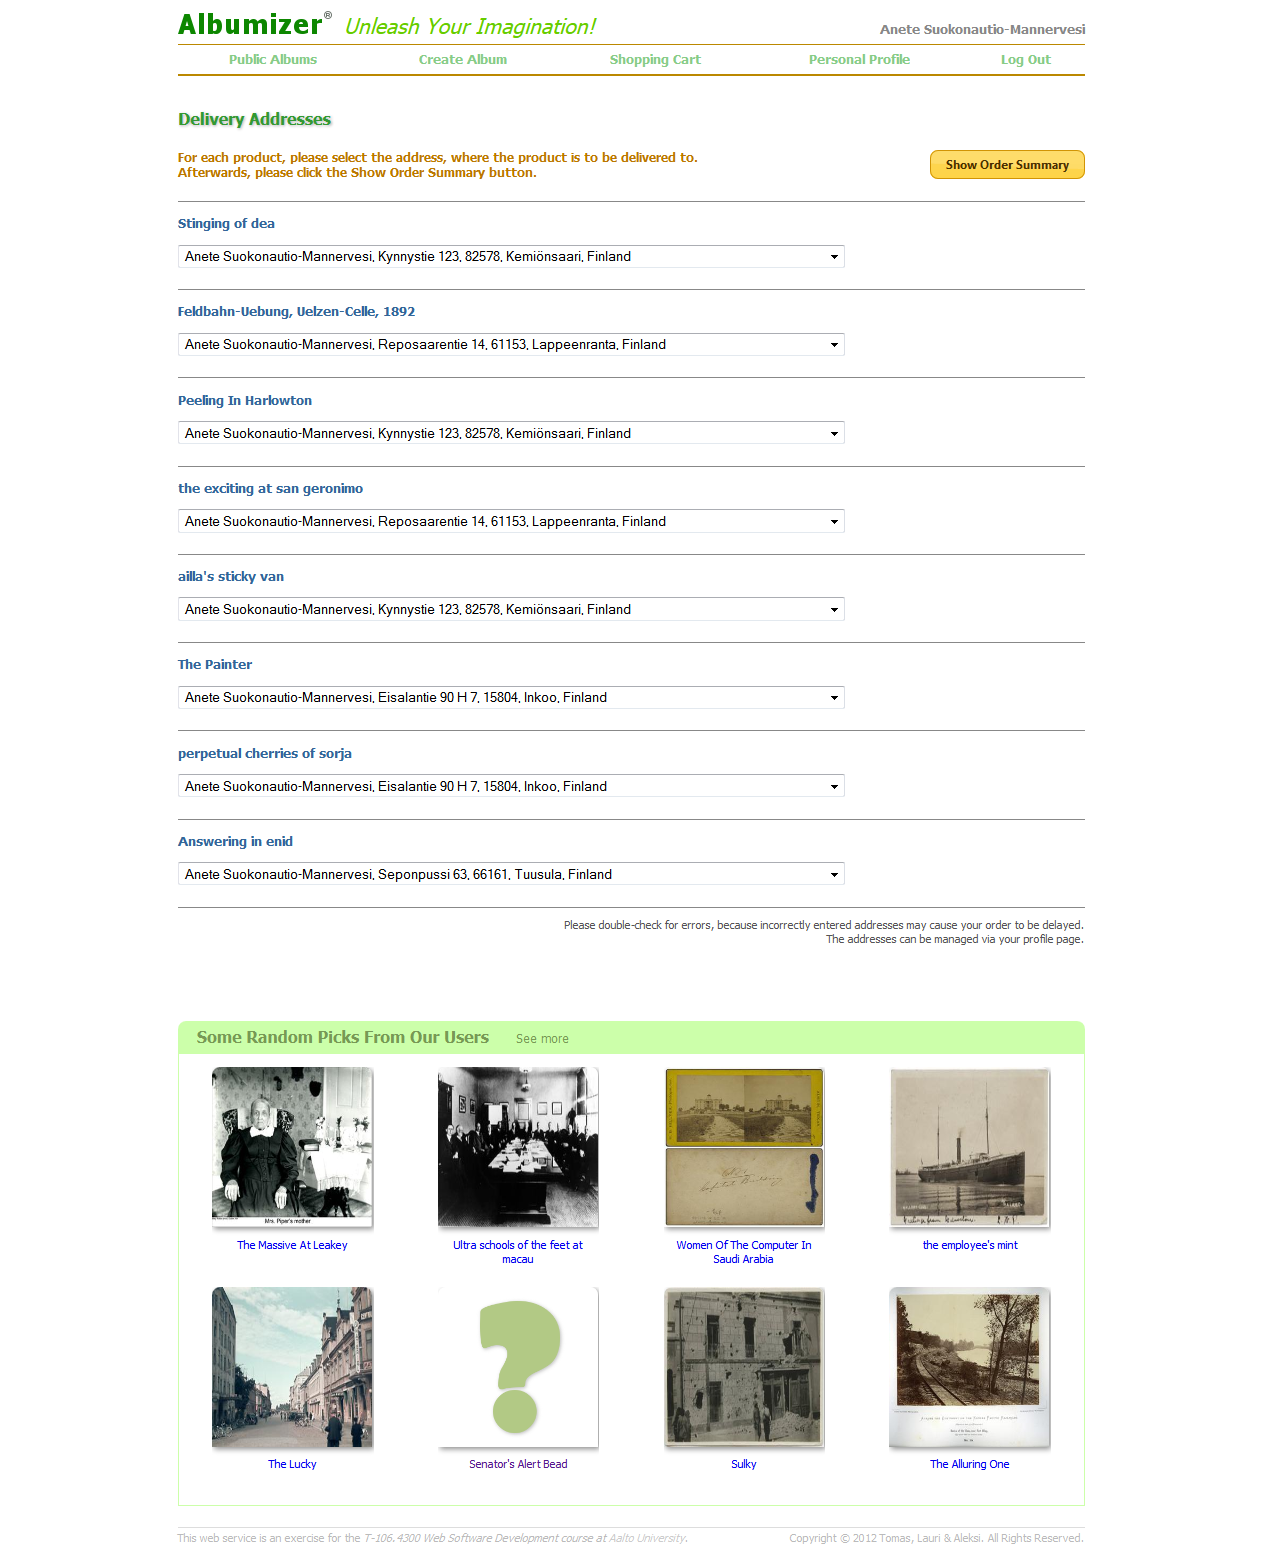 Albumizer® Unleash Your Imagination!
Anete Suokonautio-Mannervesi
Public Albums Create Album Shopping Cart Personal Profile Log Out
Delivery Addresses
For each product, please select the address, where the product is to be delivered to.
Afterwards, please click the Show Order Summary button.
Show Order Summary
Stinging of dea
Anete Suokonautio-Mannervesi, Kynnystie 123, 82578, Kemiönsaari, Finland
Feldbahn-Uebung, Uelzen-Celle, 1892
Anete Suokonautio-Mannervesi, Reposaarentie 14, 61153, Lappeenranta, Finland
Peeling In Harlowton
Anete Suokonautio-Mannervesi, Kynnystie 123, 82578, Kemiönsaari, Finland
the exciting at san geronimo
Anete Suokonautio-Mannervesi, Reposaarentie 14, 61153, Lappeenranta, Finland
ailla's sticky van
Anete Suokonautio-Mannervesi, Kynnystie 123, 82578, Kemiönsaari, Finland
The Painter
Anete Suokonautio-Mannervesi, Eisalantie 90 H 7, 15804, Inkoo, Finland
perpetual cherries of sorja
Anete Suokonautio-Mannervesi, Eisalantie 90 H 7, 15804, Inkoo, Finland
Answering in enid
Anete Suokonautio-Mannervesi, Seponpussi 63, 66161, Tuusula, Finland
Please double-check for errors, because incorrectly entered addresses may cause your order to be delayed.
The addresses can be managed via your profile page.
Some Random Picks From Our Users See more
Mrs. Piper's mother
The Massive At Leakey
Ultra schools of the feet at
macau
Women Of The Computer In
Saudi Arabia
the employee's mint
The Lucky
Senator's Alert Bead
Sulky
The Alluring One
This web service is an exercise for the T-106.4300 Web Software Development course at Aalto University.
Copyright © 2012 Tomas, Lauri & Aleksi. All Rights Reserved.